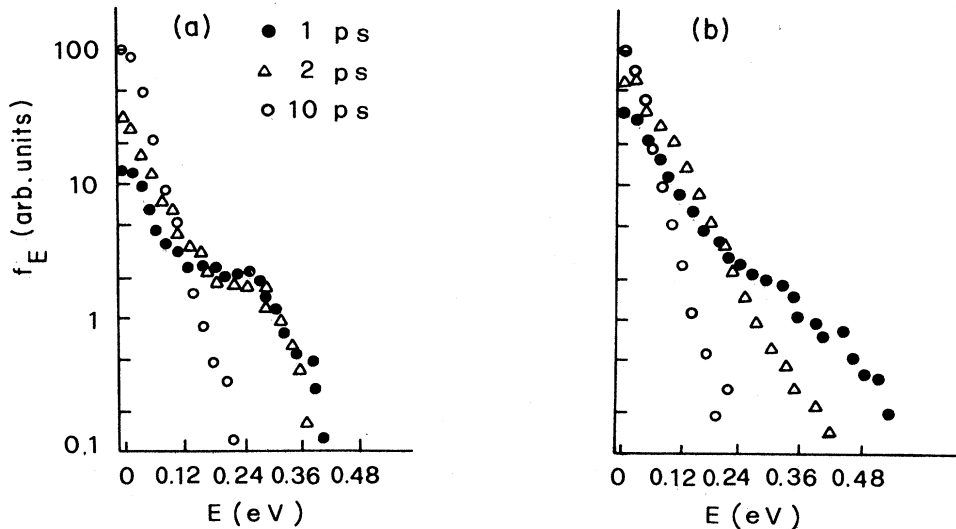 (a)
● 1 ps
△ 2 ps
○ 10 ps
(b)
100
10
1
0.1
f_E (arb.units)
0 0.12 0.24 0.36 0.48
E (eV)
0 0.12 0.24 0.36 0.48
E (eV)